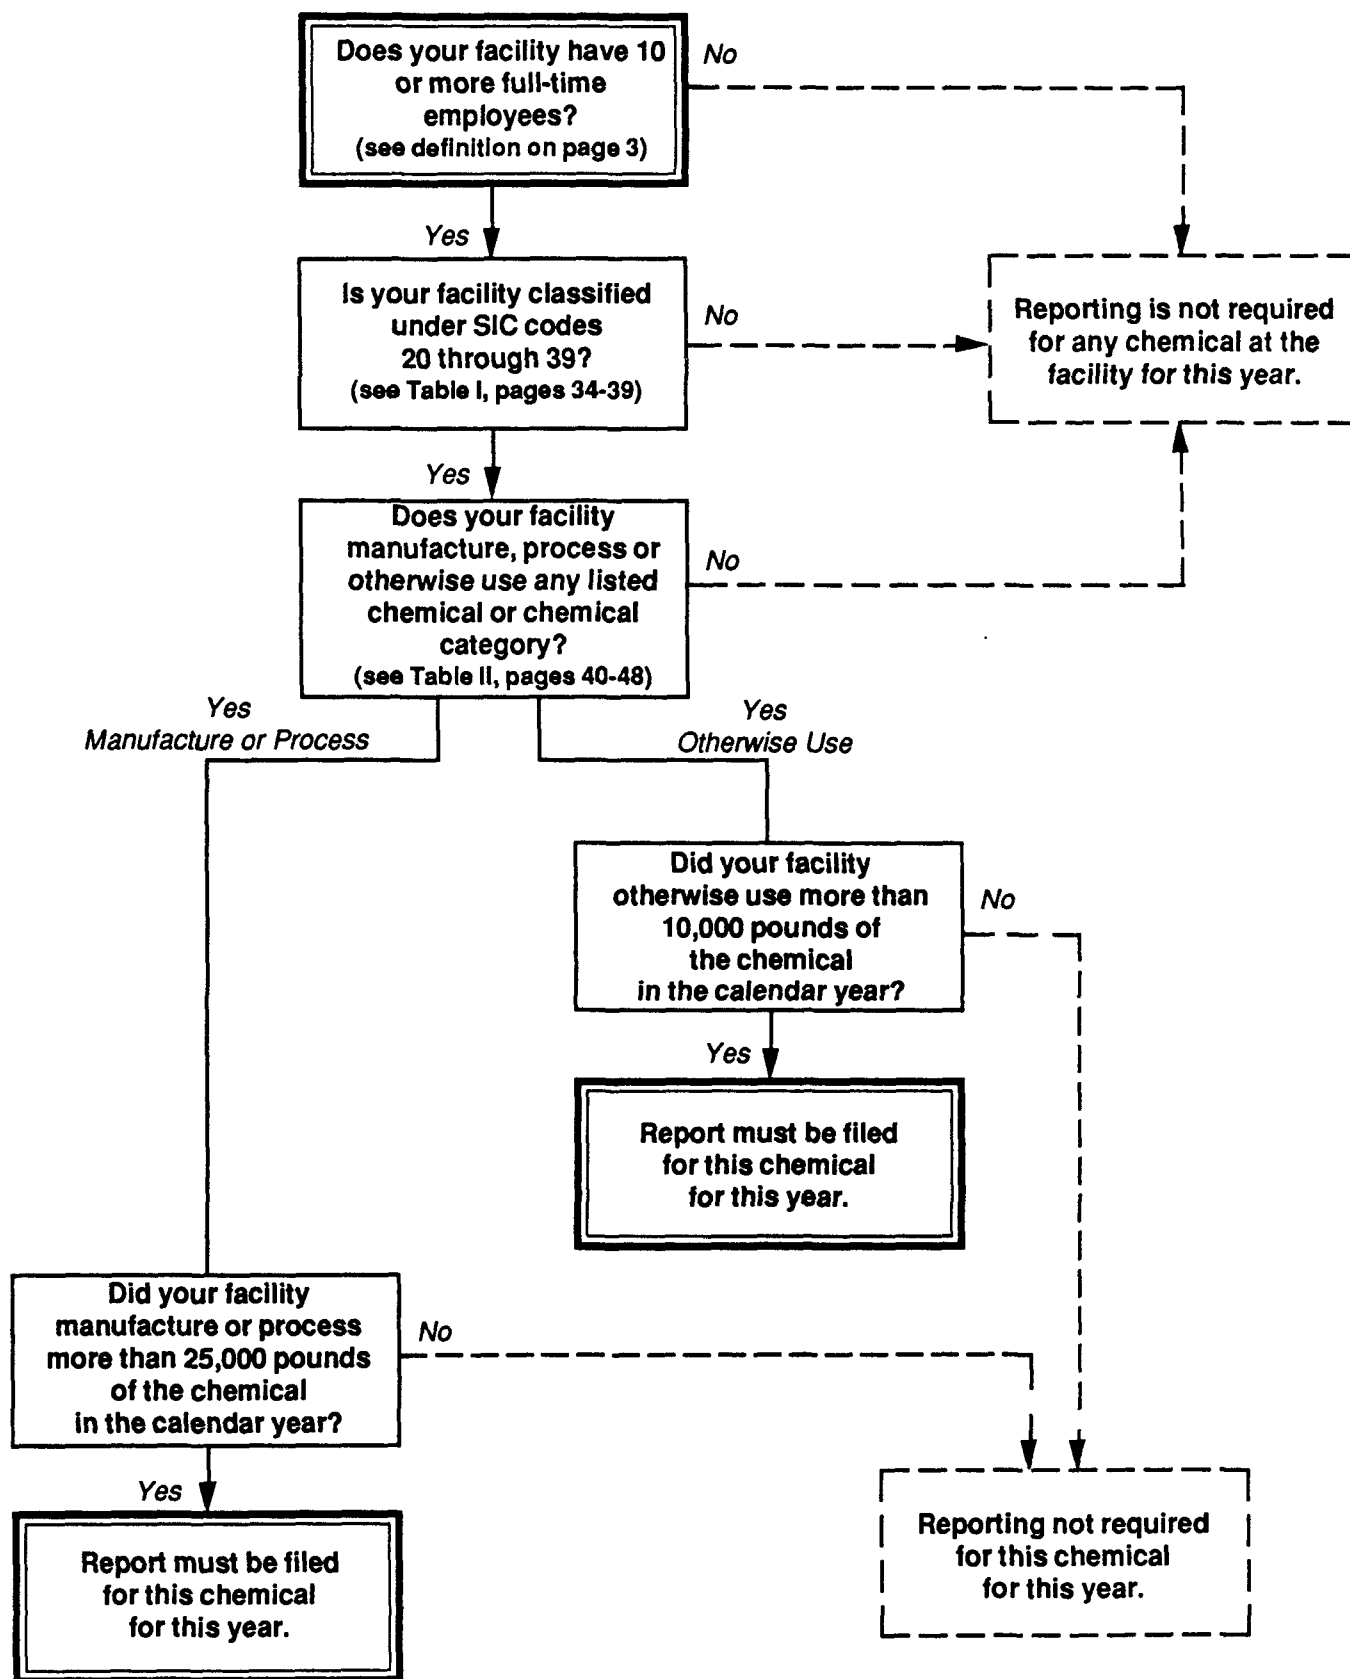 Does your facility have 10
or more full-time
employees?
(see definition on page 3)
No
Yes
Is your facility classified
under SIC codes
20 through 39?
(see Table I, pages 34-39)
No
Reporting is not required
for any chemical at the
facility for this year.
Yes
Does your facility
manufacture, process or
otherwise use any listed
chemical or chemical
category?
(see Table II, pages 40-48)
No
Yes
Manufacture or Process
Yes
Otherwise Use
Did your facility
otherwise use more than
10,000 pounds of
the chemical
in the calendar year?
No
Yes
Report must be filed
for this chemical
for this year.
Did your facility
manufacture or process
more than 25,000 pounds
of the chemical
in the calendar year?
No
Yes
Report must be filed
for this chemical
for this year.
Reporting not required
for this chemical
for this year.